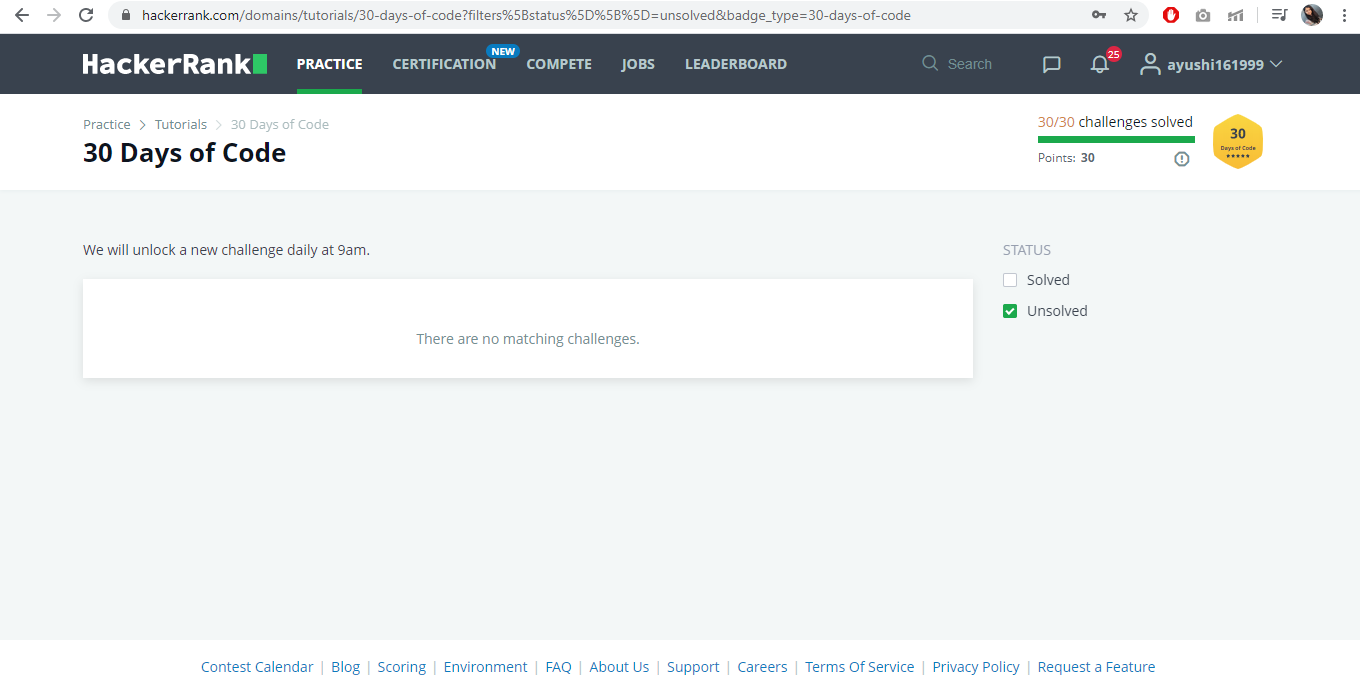 hackerrank.com/domains/tutorials/30-days-of-code?filters%5Bstatus%5D%5B%5D=unsolved&badge_type=30-days-of-code
HackerRank PRACTICE CERTIFICATION NEW COMPETE JOBS LEADERBOARD Search 25 ayushi161999
Practice > Tutorials > 30 Days of Code
30 Days of Code
30/30 challenges solved
Points: 30
30
Days of Code
★★★★★
We will unlock a new challenge daily at 9am.
There are no matching challenges.
STATUS
Solved
Unsolved
Contest Calendar | Blog | Scoring | Environment | FAQ | About Us | Support | Careers | Terms Of Service | Privacy Policy | Request a Feature